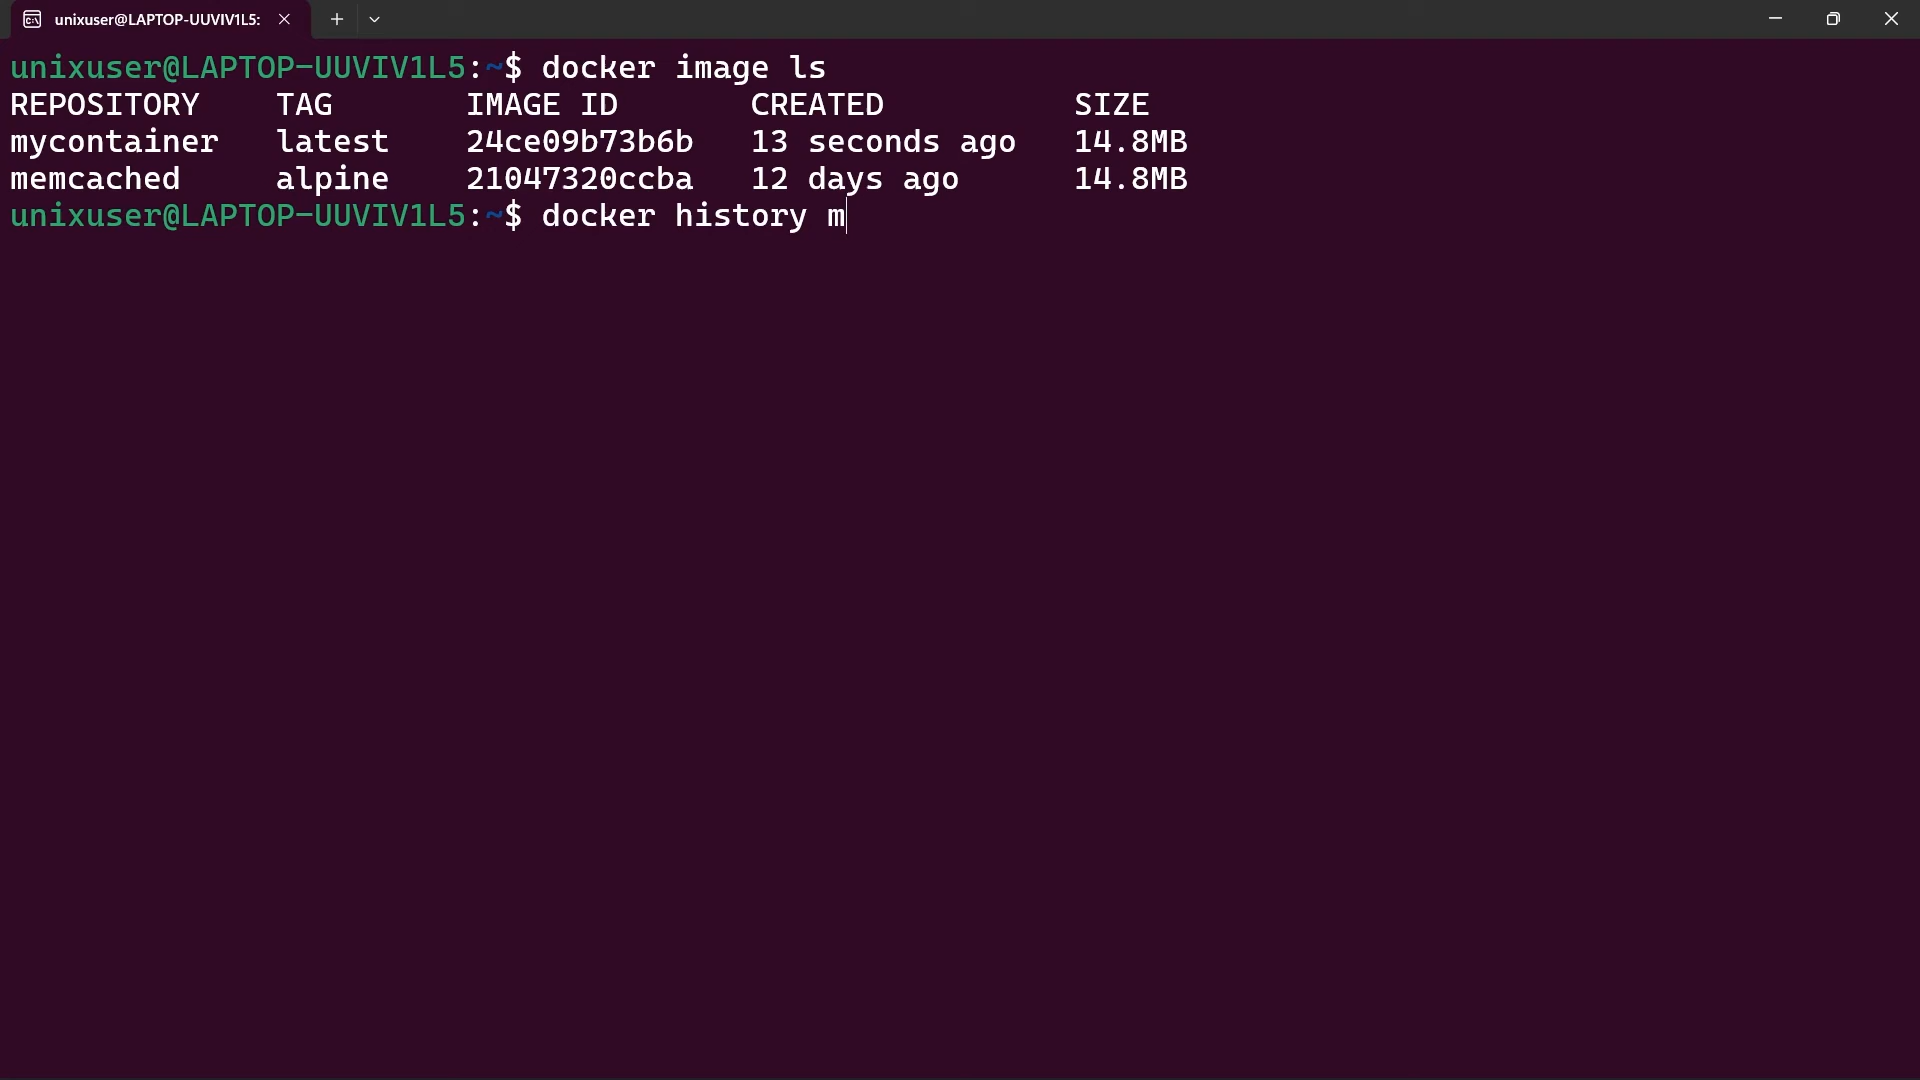 unixuser@LAPTOP-UUVIV1L5:
unixuser@LAPTOP-UUVIV1L5:~$ docker image ls
REPOSITORY   TAG       IMAGE ID       CREATED          SIZE
mycontainer   latest    24ce09b73b6b   13 seconds ago   14.8MB
memcached     alpine    21047320ccba   12 days ago      14.8MB
unixuser@LAPTOP-UUVIV1L5:~$ docker history m